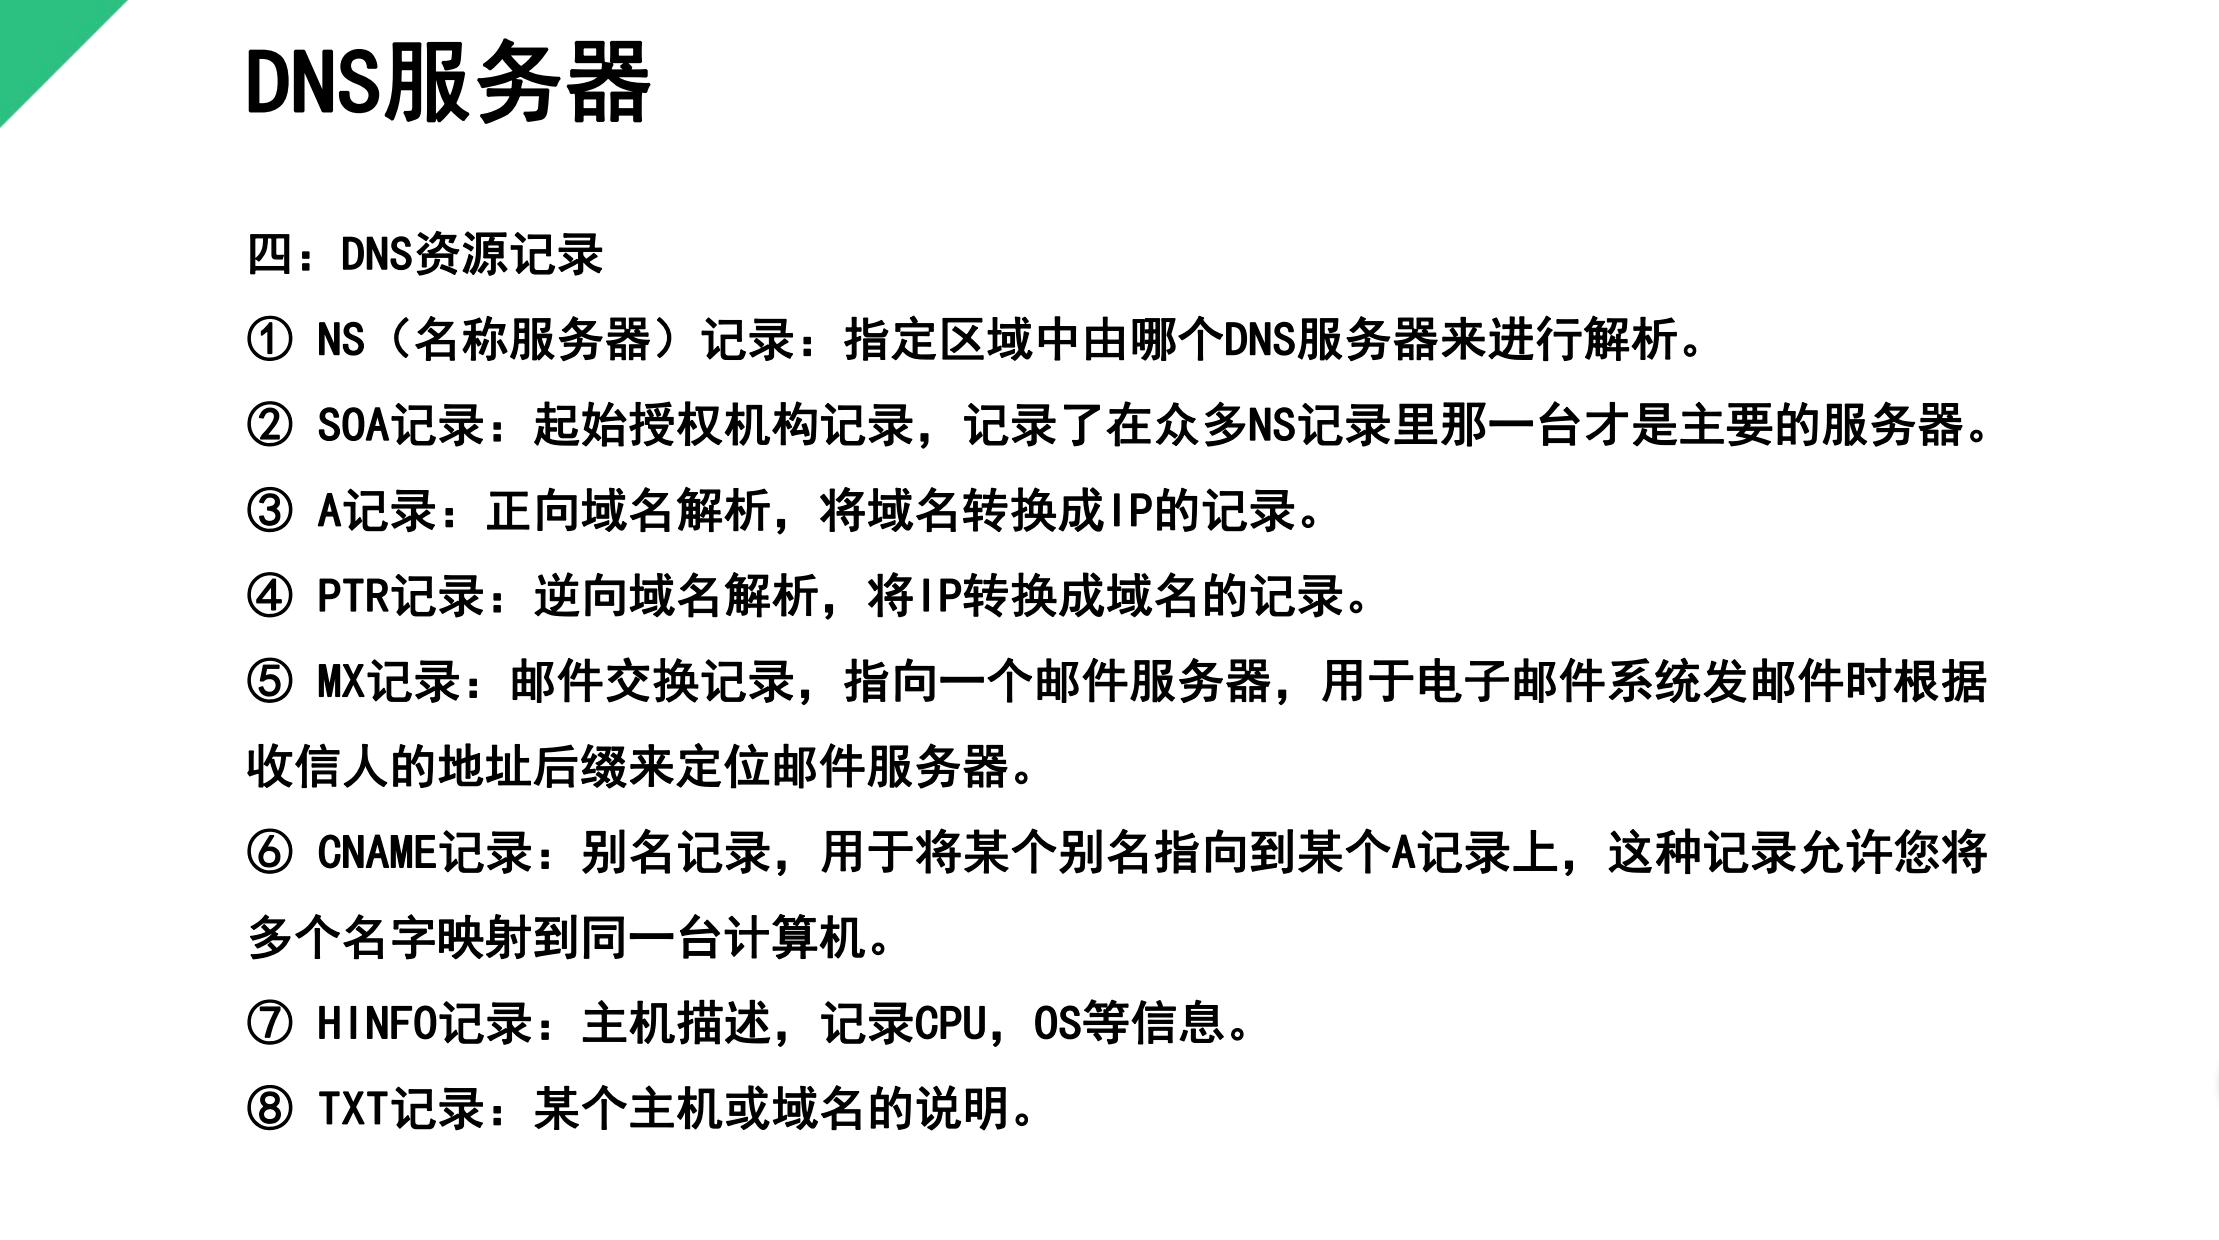 DNS服务器
四：DNS资源记录
① NS（名称服务器）记录：指定区域中由哪个DNS服务器来进行解析。
② SOA记录：起始授权机构记录，记录了在众多NS记录里那一台才是主要的服务器。
③ A记录：正向域名解析，将域名转换成IP的记录。
④ PTR记录：逆向域名解析，将IP转换成域名的记录。
⑤ MX记录：邮件交换记录，指向一个邮件服务器，用于电子邮件系统发邮件时根据
收信人的地址后缀来定位邮件服务器。
⑥ CNAME记录：别名记录，用于将某个别名指向到某个A记录上，这种记录允许您将
多个名字映射到同一台计算机。
⑦ HINFO记录：主机描述，记录CPU，OS等信息。
⑧ TXT记录：某个主机或域名的说明。